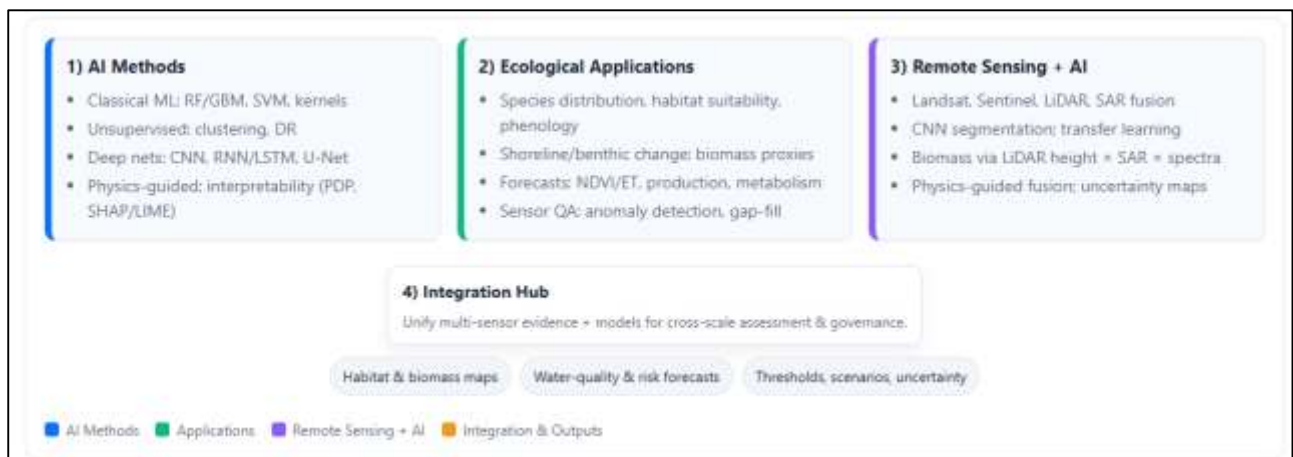 1) AI Methods
• Classical ML: RF/GBM, SVM, kernels
• Unsupervised: clustering, DR
• Deep nets: CNN, RNN/LSTM, U-Net
• Physics-guided: interpretability (PDP,
SHAP/LIME)
2) Ecological Applications
• Species distribution, habitat suitability,
phenology
• Shoreline/benthic change: biomass proxies
• Forecasts: NDVI/ET, production, metabolism
• Sensor QA: anomaly detection, gap-fill
3) Remote Sensing + AI
• Landsat, Sentinel, LiDAR, SAR fusion
• CNN segmentation; transfer learning
• Biomass via LiDAR height + SAR + spectra
• Physics-guided fusion; uncertainty maps
4) Integration Hub
Unify multi-sensor evidence + models for cross-scale assessment & governance.
Habitat & biomass maps
Water-quality & risk forecasts
Thresholds, scenarios, uncertainty
AI Methods
Applications
Remote Sensing + AI
Integration & Outputs